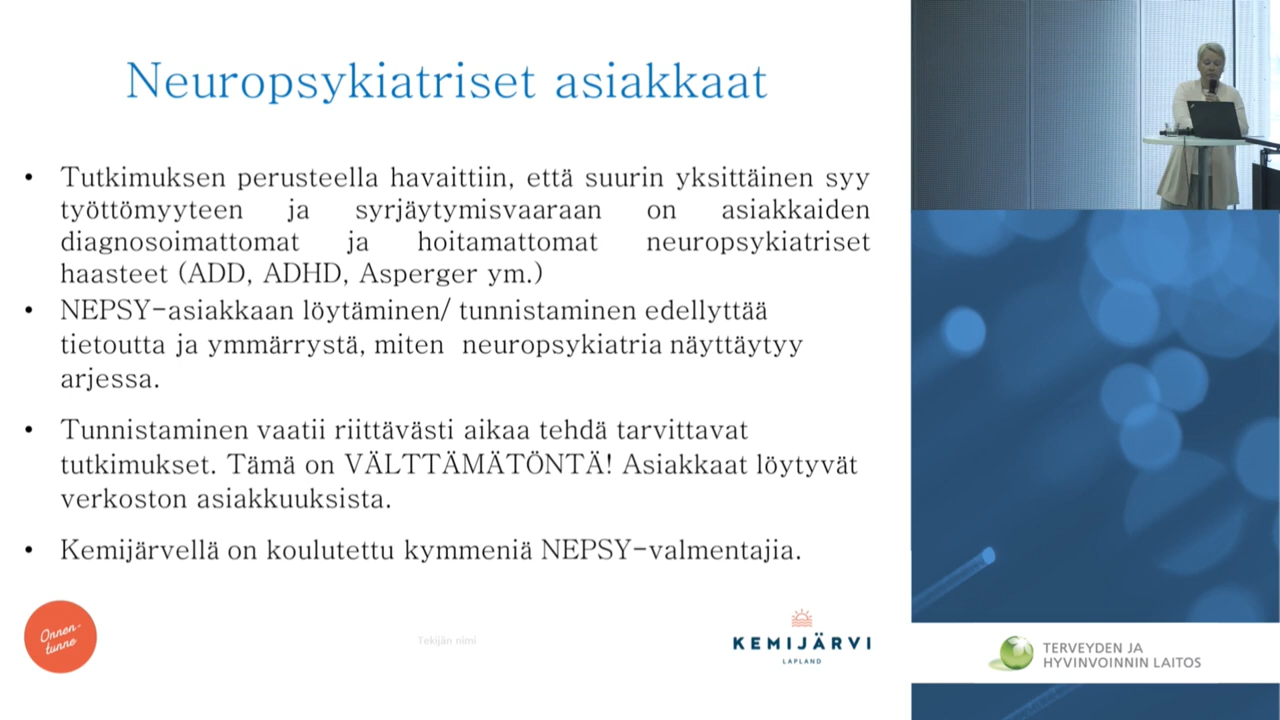 Neuropsykiatriset asiakkaat
• Tutkimuksen perusteella havaittiin, että suurin yksittäinen syy
työttömyyteen ja syrjäytymisvaaraan on asiakkaiden
diagnosoimattomat ja hoitamattomat neuropsykiatriset
haasteet (ADD, ADHD, Asperger ym.)
• NEPSY-asiakkaan löytäminen/ tunnistaminen edellyttää
tietoutta ja ymmärrystä, miten neuropsykiatria näyttäytyy
arjessa.
• Tunnistaminen vaatii riittävästi aikaa tehdä tarvittavat
tutkimukset. Tämä on VÄLTTÄMÄTÖNTÄ! Asiakkaat löytyvät
verkoston asiakkuuksista.
• Kemijärvellä on koulutettu kymmeniä NEPSY-valmentajia.
Onnen-
tunne
Tekijän nimi
KEMIJÄRVI
LAPLAND
TERVEYDEN JA
HYVINVOINNIN LAITOS